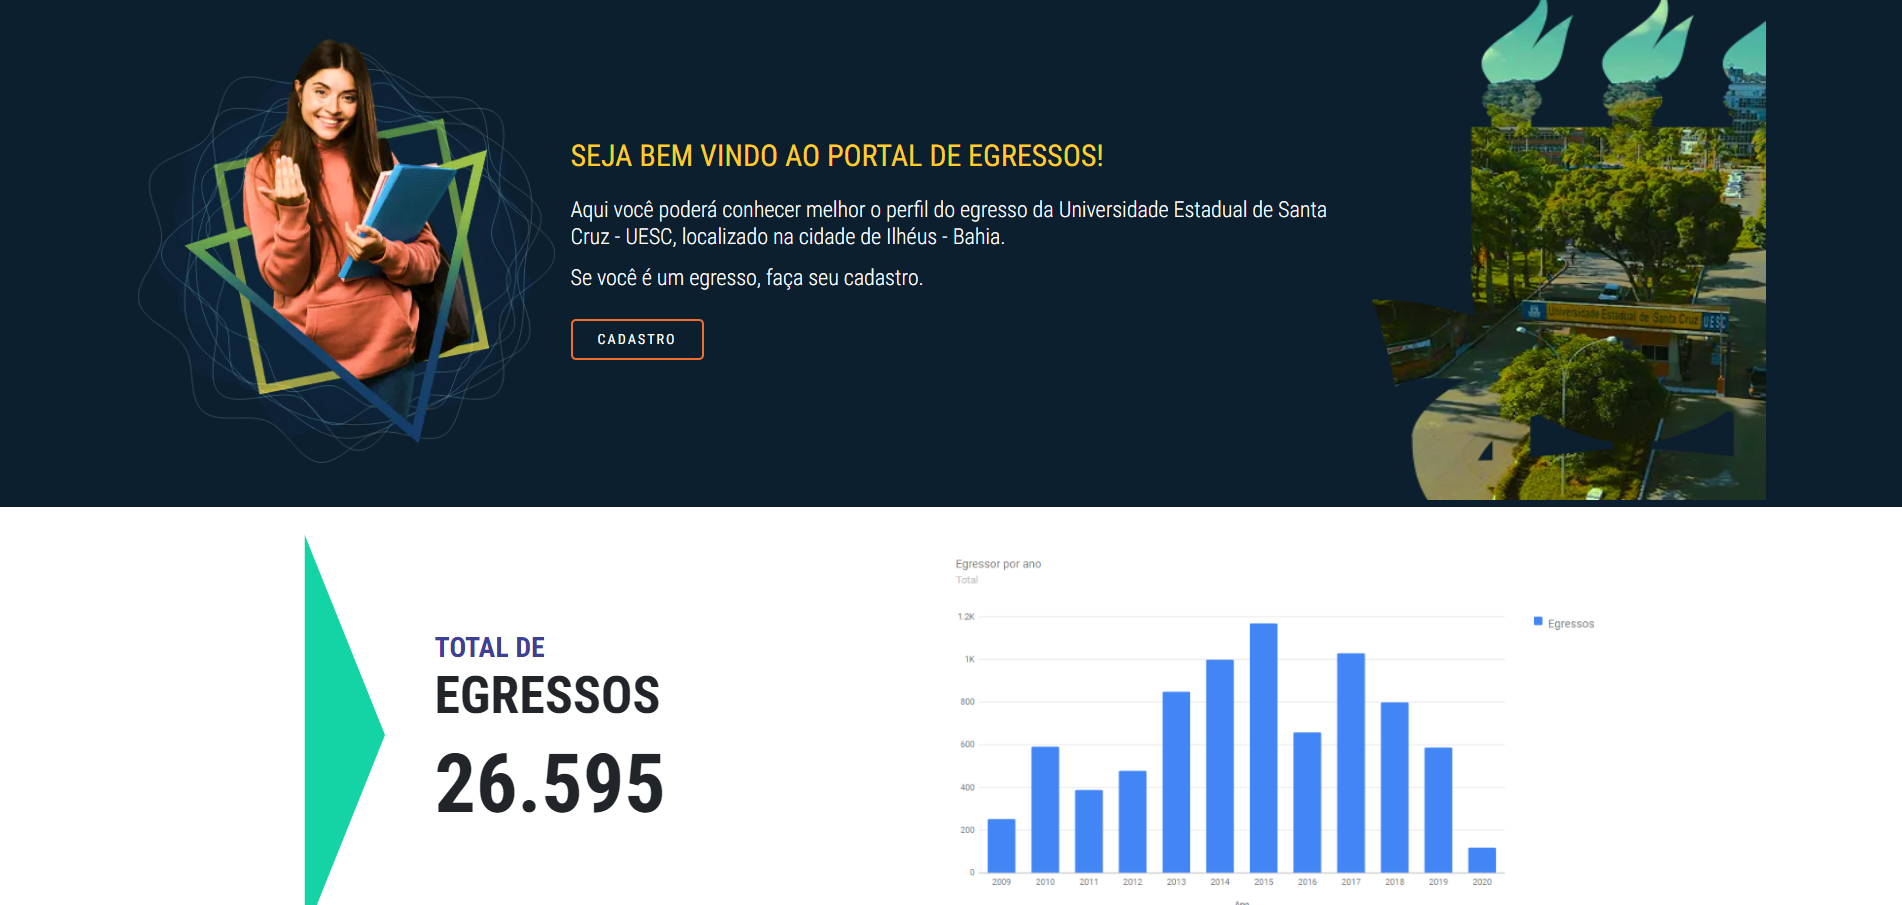 SEJA BEM VINDO AO PORTAL DE EGRESSOS!
Aqui você poderá conhecer melhor o perfil do egresso da Universidade Estadual de Santa
Cruz - UESC, localizado na cidade de Ilhéus - Bahia.
Se você é um egresso, faça seu cadastro.
CADASTRO
Universidade Estadual de Santa Cruz UESC
TOTAL DE
EGRESSOS
26.595
Egressor por ano
Total
1.2K
1K
800
600
400
200
0
2009 2010 2011 2012 2013 2014 2015 2016 2017 2018 2019 2020
Egressos